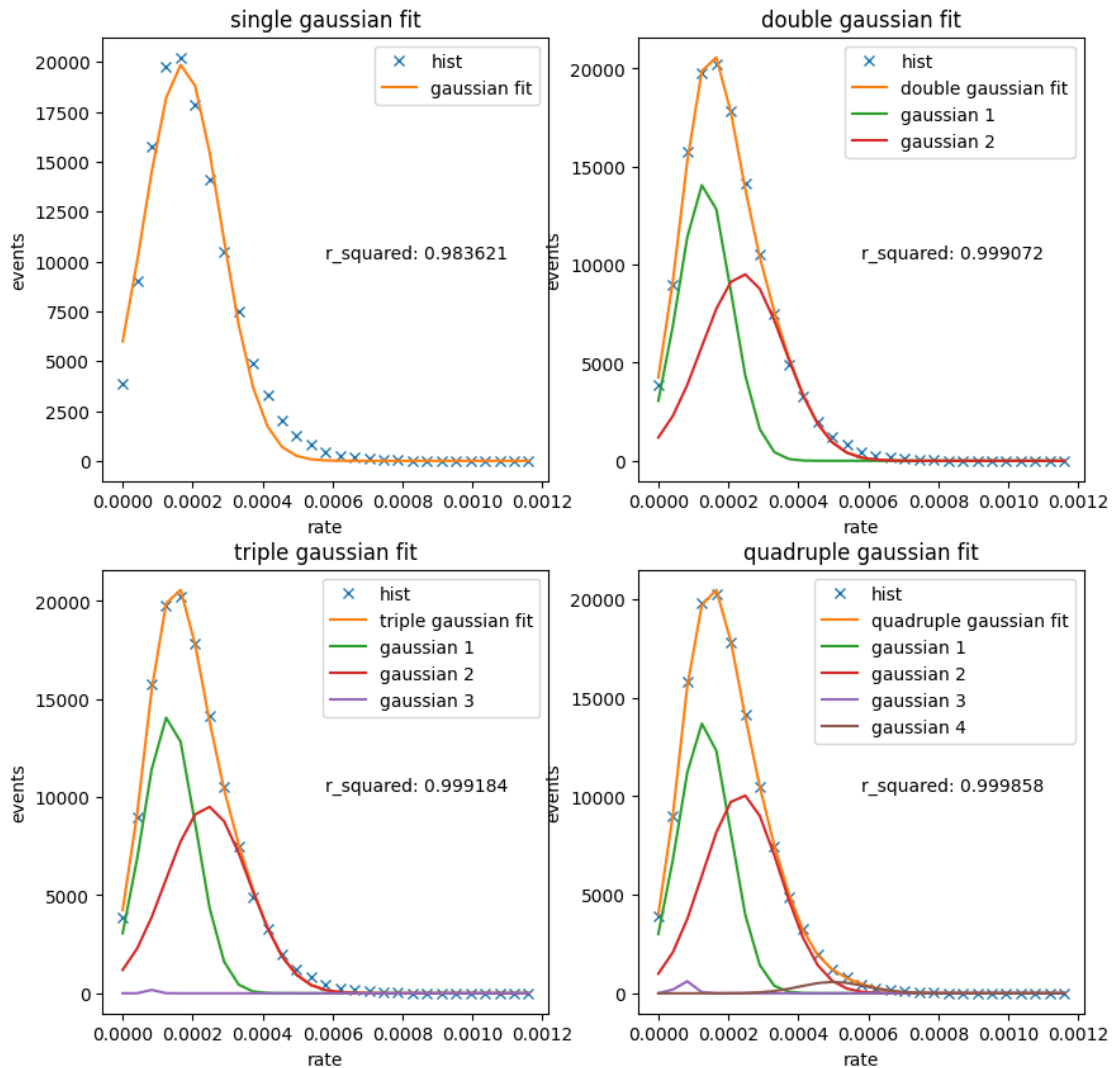 single gaussian fit
hist
gaussian fit
r_squared: 0.983621
events
20000
17500
15000
12500
10000
7500
5000
2500
0
0.0000 0.0002 0.0004 0.0006 0.0008 0.0010 0.0012
rate
double gaussian fit
hist
double gaussian fit
gaussian 1
gaussian 2
r_squared: 0.999072
events
20000
15000
10000
5000
0
0.0000 0.0002 0.0004 0.0006 0.0008 0.0010 0.0012
rate
triple gaussian fit
hist
triple gaussian fit
gaussian 1
gaussian 2
gaussian 3
r_squared: 0.999184
events
20000
15000
10000
5000
0
0.0000 0.0002 0.0004 0.0006 0.0008 0.0010 0.0012
rate
quadruple gaussian fit
hist
quadruple gaussian fit
gaussian 1
gaussian 2
gaussian 3
gaussian 4
r_squared: 0.999858
events
20000
15000
10000
5000
0
0.0000 0.0002 0.0004 0.0006 0.0008 0.0010 0.0012
rate